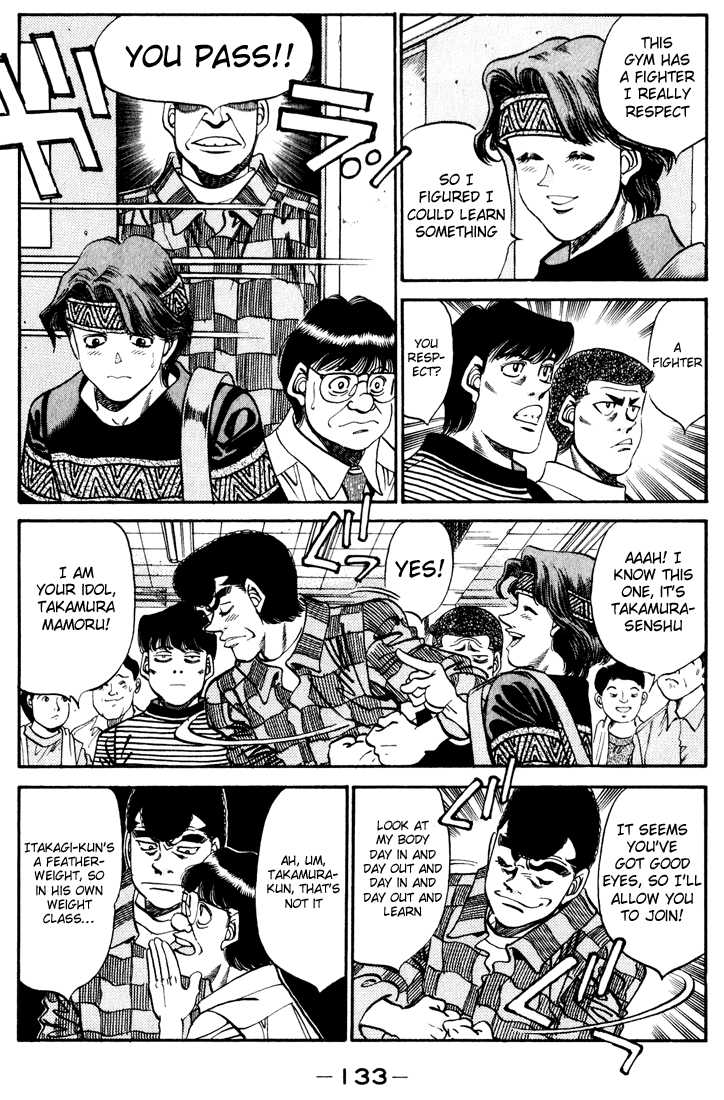 THIS
GYM HAS
A FIGHTER
I REALLY
RESPECT
SO I
FIGURED I
COULD LEARN
SOMETHING
YOU PASS!!
A
FIGHTER
YOU
RESP-
ECT?
AAAH! I
KNOW THIS
ONE, IT'S
TAKAMURA-
SENSHU
YES!
I AM
YOUR IDOL,
TAKAMURA
MAMORU!
IT SEEMS
YOU'VE
GOT GOOD
EYES, SO I'LL
ALLOW YOU
TO JOIN!
LOOK AT
MY BODY
DAY IN AND
DAY OUT AND
DAY IN AND
DAY OUT AND
LEARN
AH, UM,
TAKAMURA-
KUN, THAT'S
NOT IT
ITAKAGI-KUN'S
A FEATHER-
WEIGHT, SO
IN HIS OWN
WEIGHT
CLASS...
-133-